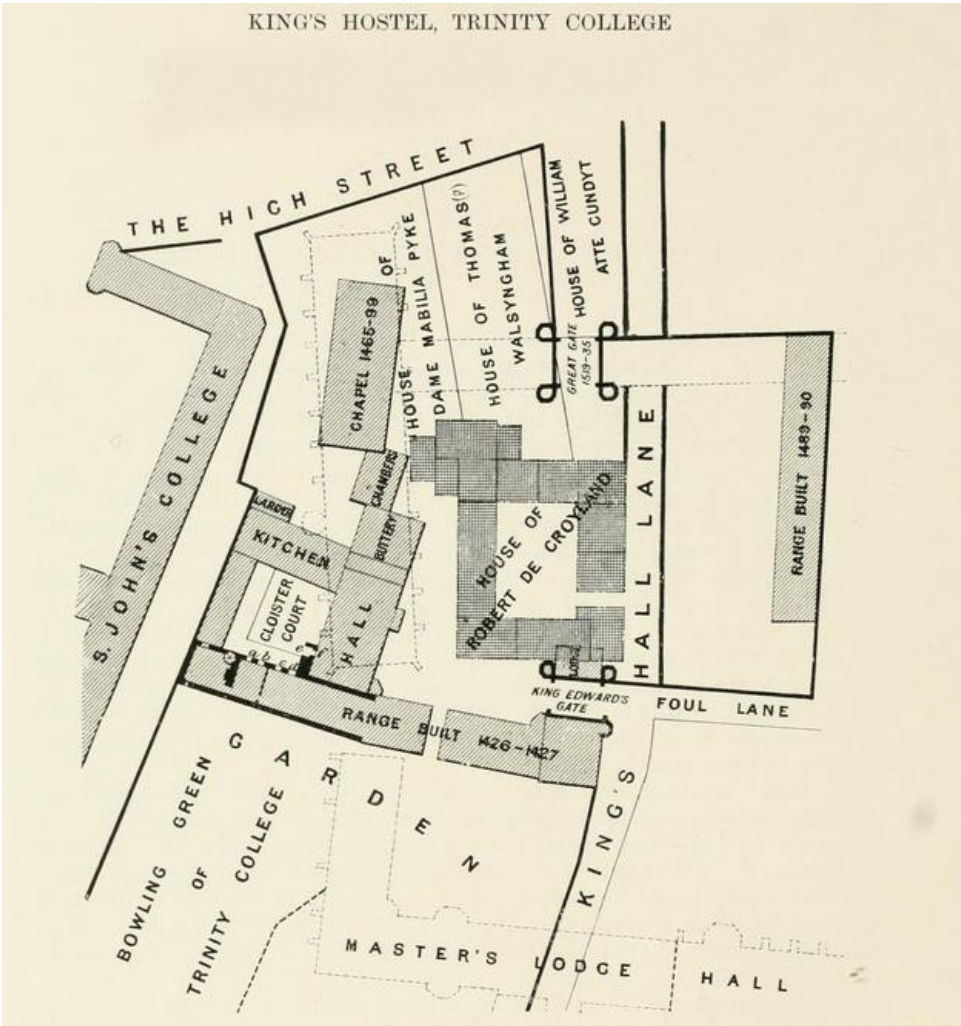 KING'S HOSTEL, TRINITY COLLEGE
THE HIGH STREET
HOUSE OF
DAME MABILIA PYKE
HOUSE OF THOMAS(?)
WALSYNGHAM
HOUSE OF WILLIAM
ATTE CUNDYT
CHAPEL 1465-99
GREAT GATE
1519-35
S. JOHN'S COLLEGE
CHAMBERS
LARDER
KITCHEN
BUTTERY
HOUSE OF
ROBERT DE CROYLAND
HALL LANE
RANGE BUILT 1489-90
CLOISTER
COURT
HALL
a b c d e f
KING EDWARD'S
GATE
FOUL LANE
RANGE BUILT 1426-1427
GARDEN
BOWLING GREEN
OF
TRINITY COLLEGE
KING'S
MASTER'S LODGE
HALL